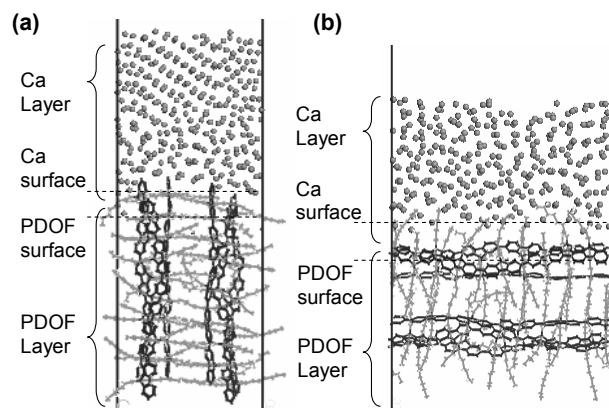 (a)
Ca
Layer
Ca
surface
PDOF
surface
PDOF
Layer
(b)
Ca
Layer
Ca
surface
PDOF
surface
PDOF
Layer